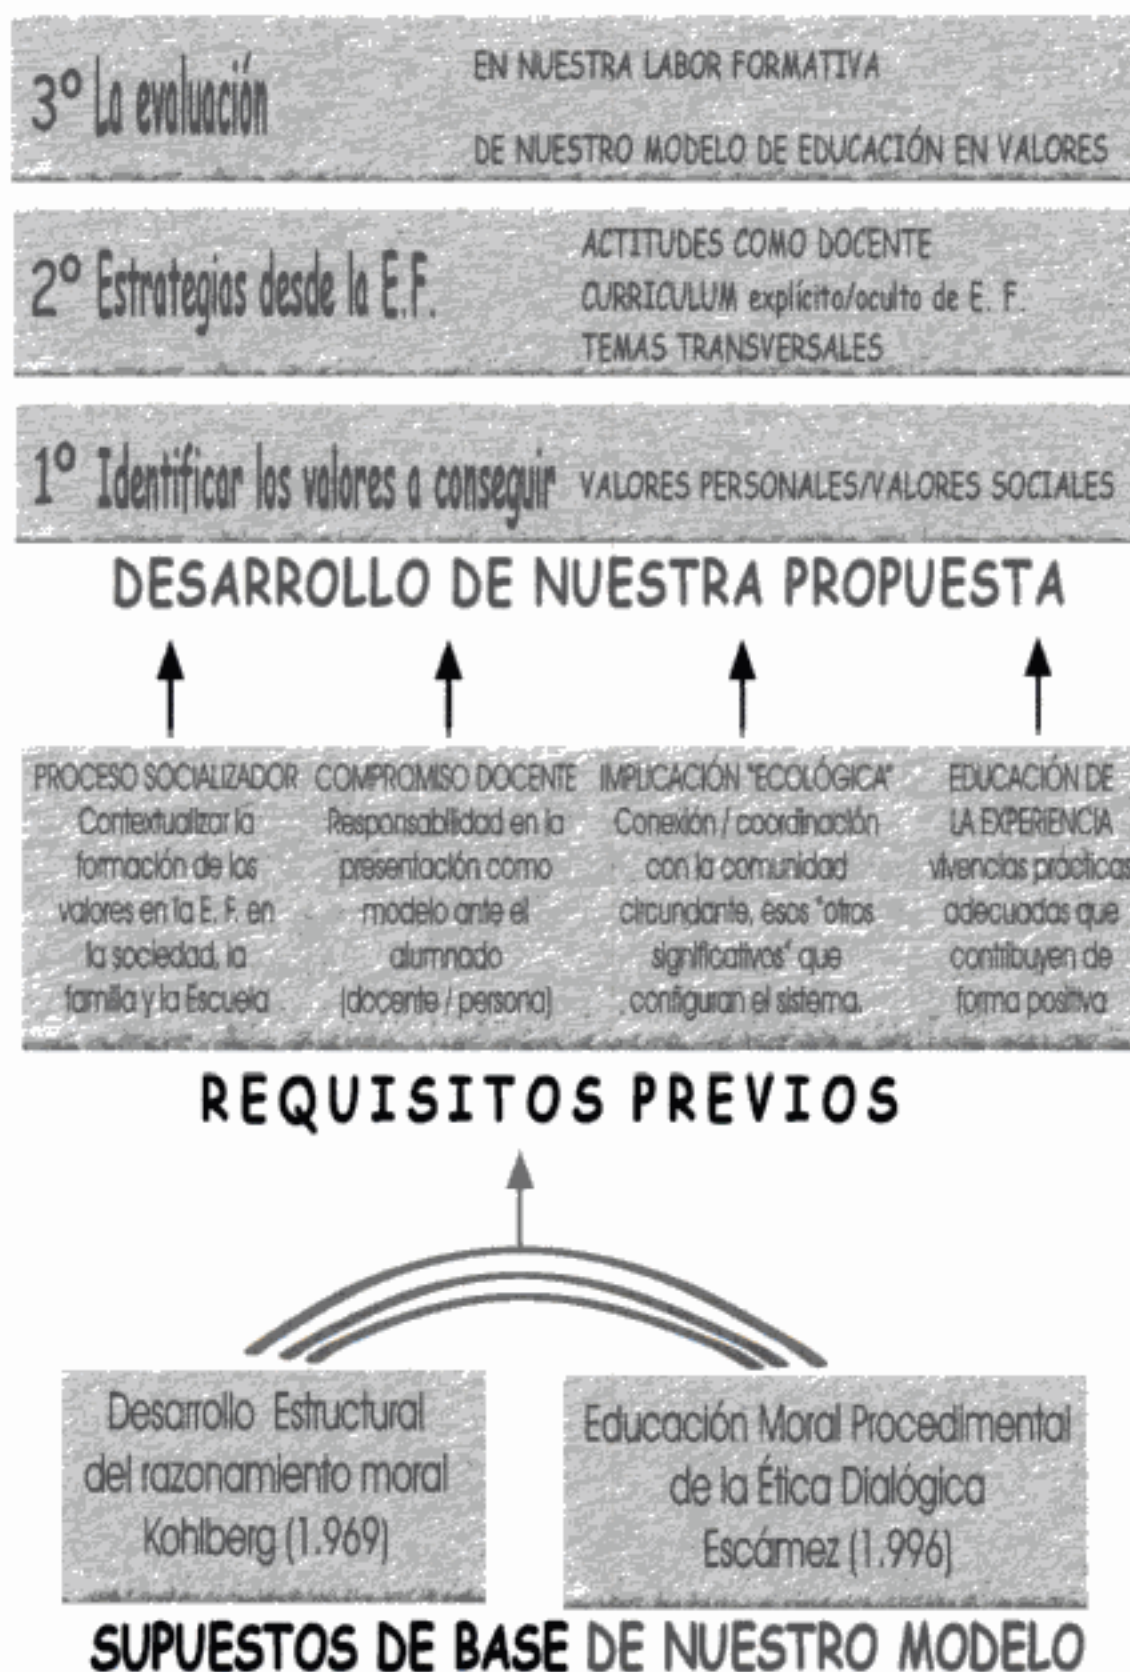 3º La evaluación
EN NUESTRA LABOR FORMATIVA
DE NUESTRO MODELO DE EDUCACIÓN EN VALORES
2º Estrategias desde la E.F.
ACTITUDES COMO DOCENTE
CURRICULUM explícito/oculto de E. F.
TEMAS TRANSVERSALES
1º Identificar los valores a conseguir
VALORES PERSONALES/VALORES SOCIALES
DESARROLLO DE NUESTRA PROPUESTA
PROCESO SOCIALIZADOR
Contextualizar la
formación de los
valores en la E. F. en
la sociedad, la
familia y la Escuela
COMPROMISO DOCENTE
Responsabilidad en la
presentación como
modelo ante el
alumnado
(docente / persona)
IMPLICACIÓN "ECOLÓGICA"
Conexión / coordinación
con la comunidad
circundante, esos "otros
significativos" que
configuran el sistema.
EDUCACIÓN DE
LA EXPERIENCIA
vivencias prácticas
adecuadas que
contribuyen de
forma positiva
REQUISITOS PREVIOS
Desarrollo Estructural
del razonamiento moral
Kohlberg (1.969)
Educación Moral Procedimental
de la Ética Dialógica
Escámez (1.996)
SUPUESTOS DE BASE DE NUESTRO MODELO